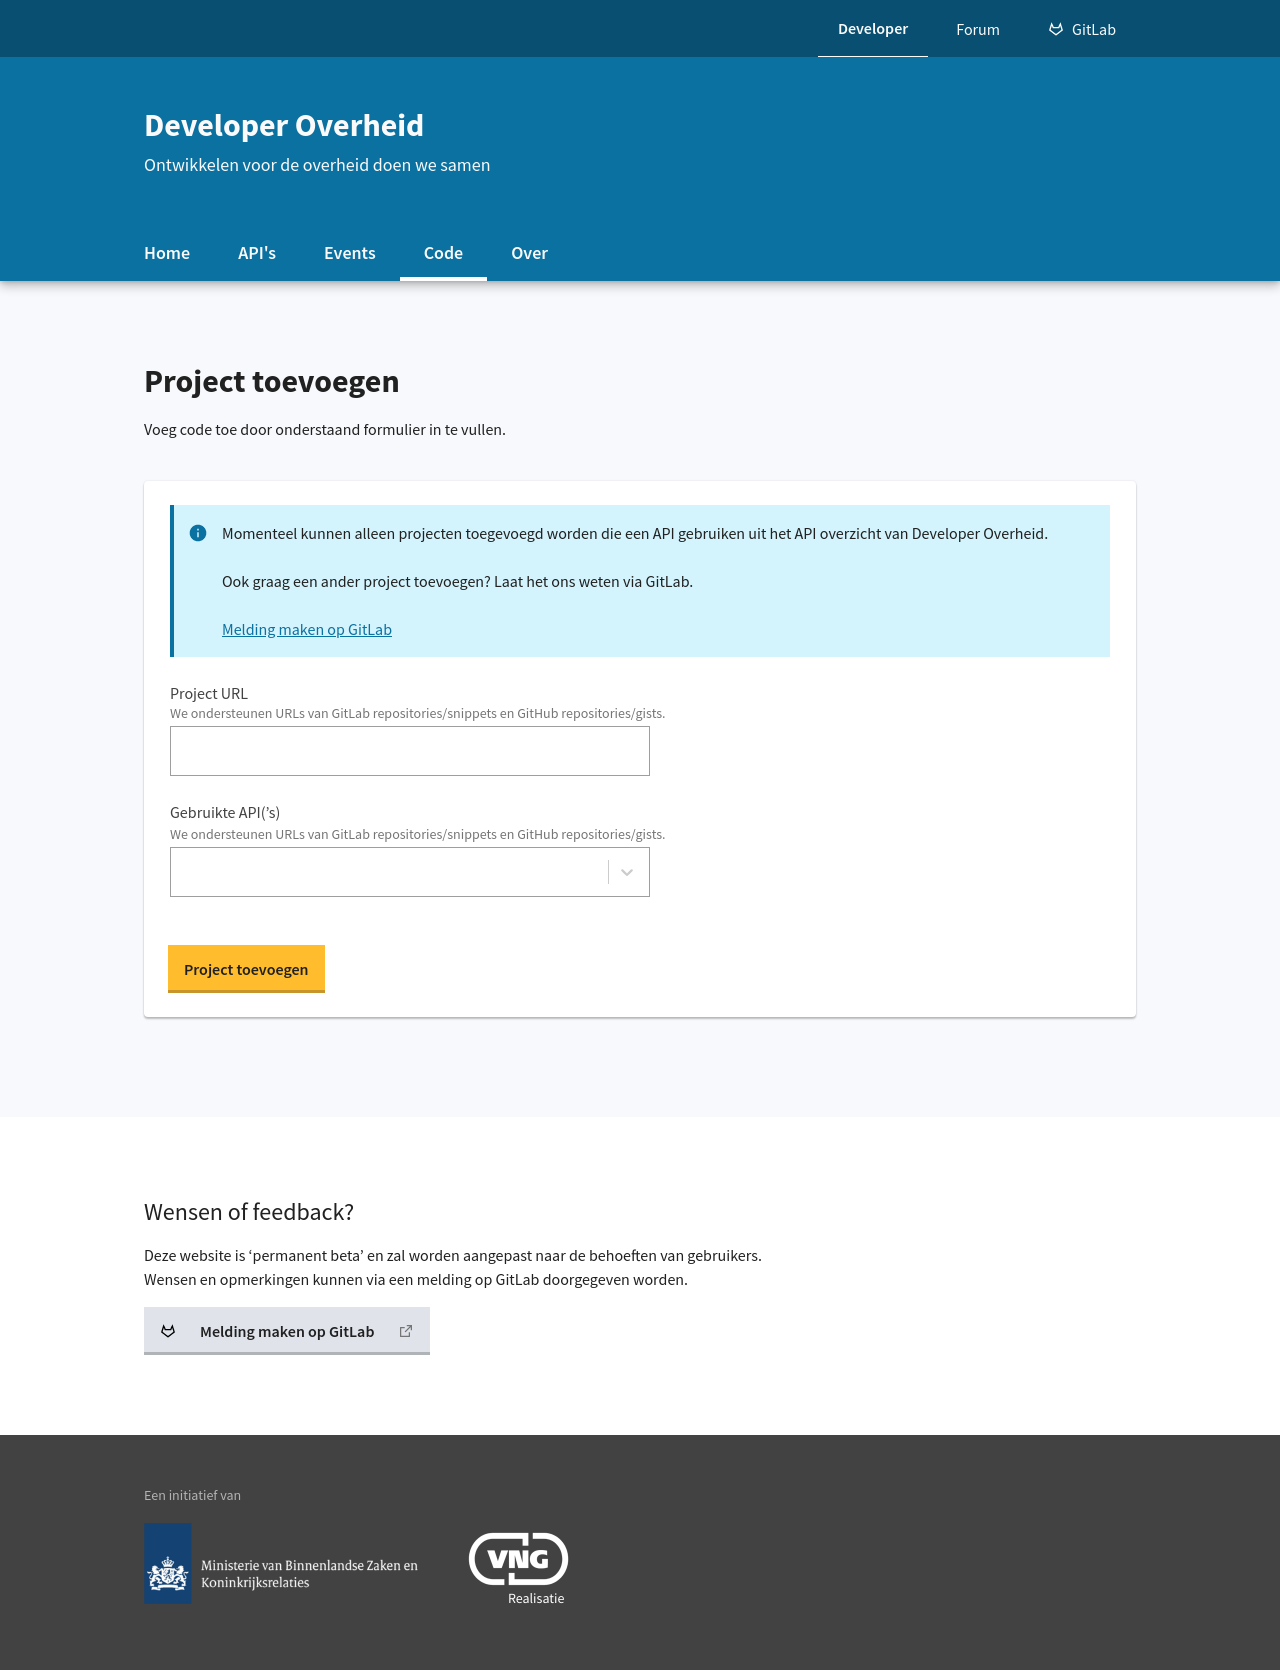 Developer
Forum
GitLab
Developer Overheid
Ontwikkelen voor de overheid doen we samen
Home
API's
Events
Code
Over
Project toevoegen
Voeg code toe door onderstaand formulier in te vullen.
Momenteel kunnen alleen projecten toegevoegd worden die een API gebruiken uit het API overzicht van Developer Overheid.
Ook graag een ander project toevoegen? Laat het ons weten via GitLab.
Melding maken op GitLab
Project URL
We ondersteunen URLs van GitLab repositories/snippets en GitHub repositories/gists.
Gebruikte API(’s)
We ondersteunen URLs van GitLab repositories/snippets en GitHub repositories/gists.
Project toevoegen
Wensen of feedback?
Deze website is ‘permanent beta’ en zal worden aangepast naar de behoeften van gebruikers.
Wensen en opmerkingen kunnen via een melding op GitLab doorgegeven worden.
Melding maken op GitLab
Een initiatief van
Ministerie van Binnenlandse Zaken en
Koninkrijksrelaties
VNG
Realisatie